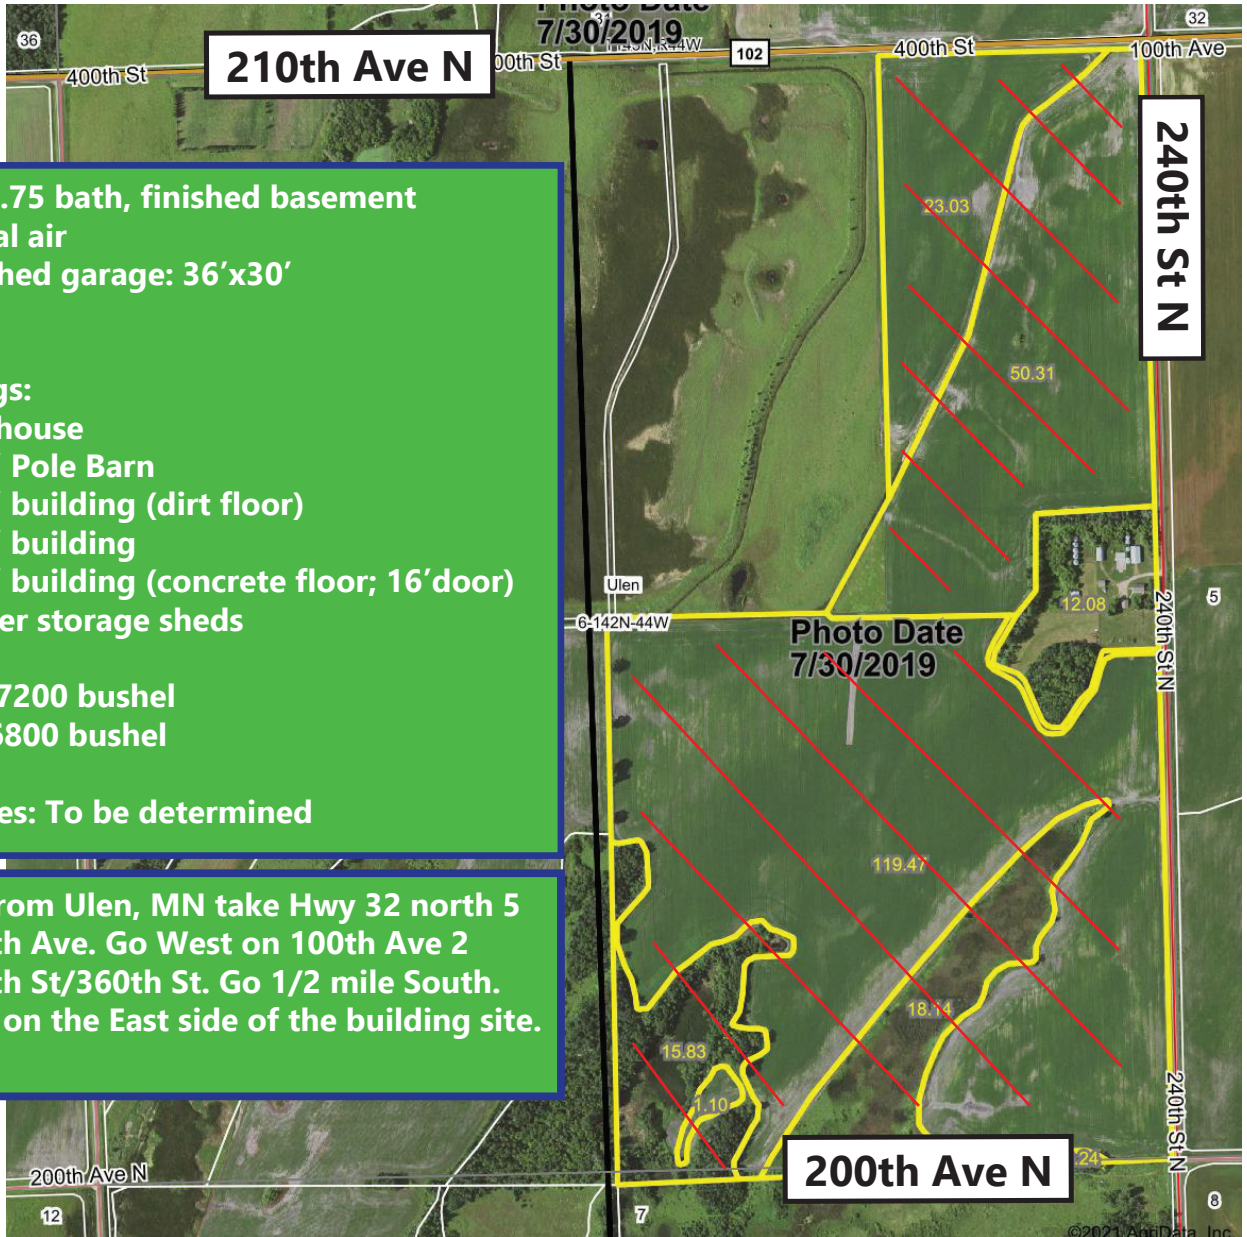 Photo Date
7/30/2019
36
31
32
T-143N,R44W
400th St
210th Ave N
00th St
102
400th St
100th Ave
240th St N
.75 bath, finished basement
al air
hed garage: 36’x30’
gs:
house
’ Pole Barn
’ building (dirt floor)
’ building
’ building (concrete floor; 16’door)
er storage sheds
7200 bushel
6800 bushel
es: To be determined
23.03
50.31
Ulen
6-142N-44W
12.08
5
240th St N
Photo Date
7/30/2019
119.47
rom Ulen, MN take Hwy 32 north 5
th Ave. Go West on 100th Ave 2
th St/360th St. Go 1/2 mile South.
on the East side of the building site.
18.14
15.83
1.10
240th St N
200th Ave N
200th Ave N
24
12
7
8
©2021 AgriData, Inc.